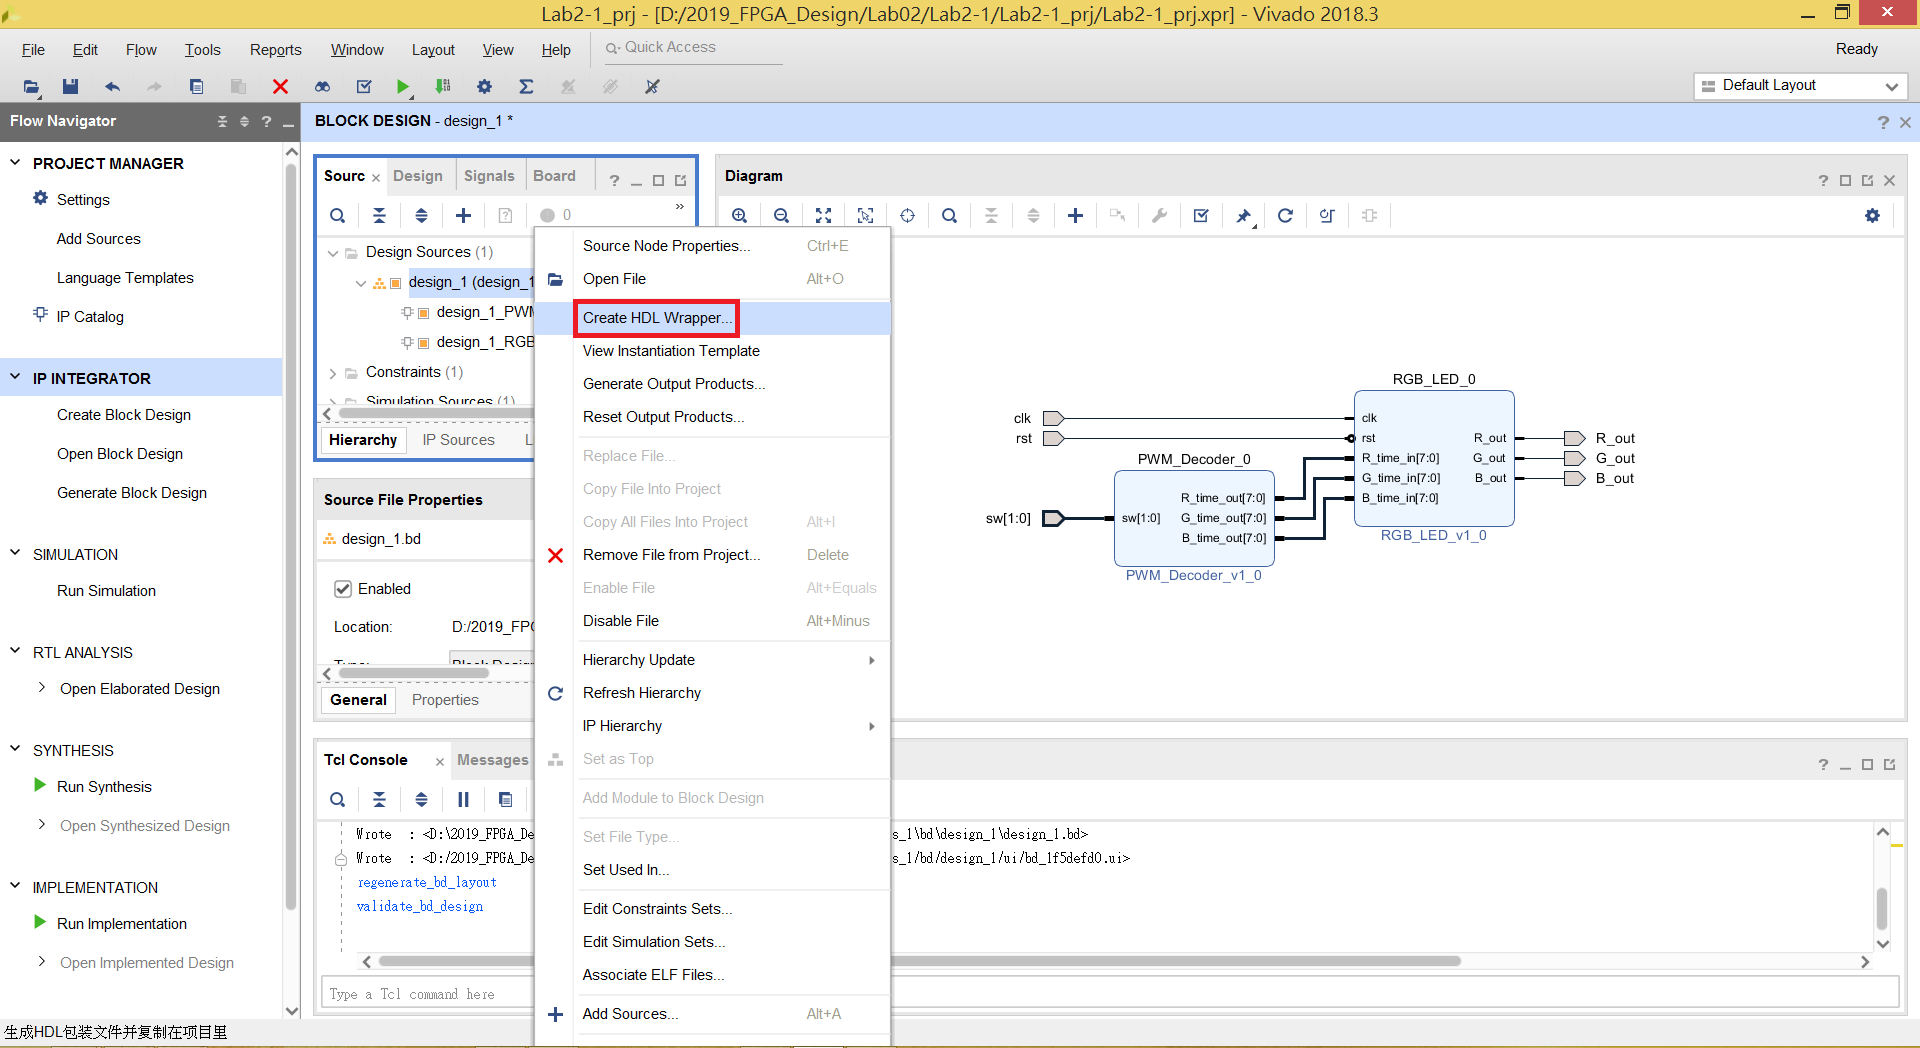 Lab2-1_prj - [D:/2019_FPGA_Design/Lab02/Lab2-1/Lab2-1_prj/Lab2-1_prj.xpr] - Vivado 2018.3
File Edit Flow Tools Reports Window Layout View Help Quick Access Ready
Default Layout
Flow Navigator
PROJECT MANAGER
Settings
Add Sources
Language Templates
IP Catalog
IP INTEGRATOR
Create Block Design
Open Block Design
Generate Block Design
SIMULATION
Run Simulation
RTL ANALYSIS
Open Elaborated Design
SYNTHESIS
Run Synthesis
Open Synthesized Design
IMPLEMENTATION
Run Implementation
Open Implemented Design
BLOCK DESIGN - design_1 *
Sourc Design Signals Board
0
Design Sources (1)
design_1 (design_1
design_1_PWM
design_1_RGB
Constraints (1)
Simulation Sources (1)
Hierarchy IP Sources L
Source File Properties
design_1.bd
Enabled
Location: D:/2019_FPG
Type: Block Design
General Properties
Source Node Properties... Ctrl+E
Open File Alt+O
Create HDL Wrapper...
View Instantiation Template
Generate Output Products...
Reset Output Products...
Replace File...
Copy File Into Project
Copy All Files Into Project Alt+I
Remove File from Project... Delete
Enable File Alt+Equals
Disable File Alt+Minus
Hierarchy Update
Refresh Hierarchy
IP Hierarchy
Set as Top
Add Module to Block Design
Set File Type...
Set Used In...
Edit Constraints Sets...
Edit Simulation Sets...
Associate ELF Files...
Add Sources... Alt+A
Diagram
RGB_LED_0
clk
rst
clk
rst
R_time_in[7:0]
G_time_in[7:0]
B_time_in[7:0]
R_out
G_out
B_out
R_out
G_out
B_out
RGB_LED_v1_0
PWM_Decoder_0
sw[1:0]
sw[1:0]
R_time_out[7:0]
G_time_out[7:0]
B_time_out[7:0]
PWM_Decoder_v1_0
Tcl Console Messages
Wrote : <D:\2019_FPGA_De s_1\bd\design_1\design_1.bd>
Wrote : <D:/2019_FPGA_De s_1/bd/design_1/ui/bd_1f5defd0.ui>
regenerate_bd_layout
validate_bd_design
Type a Tcl command here
生成HDL包装文件并复制在项目里